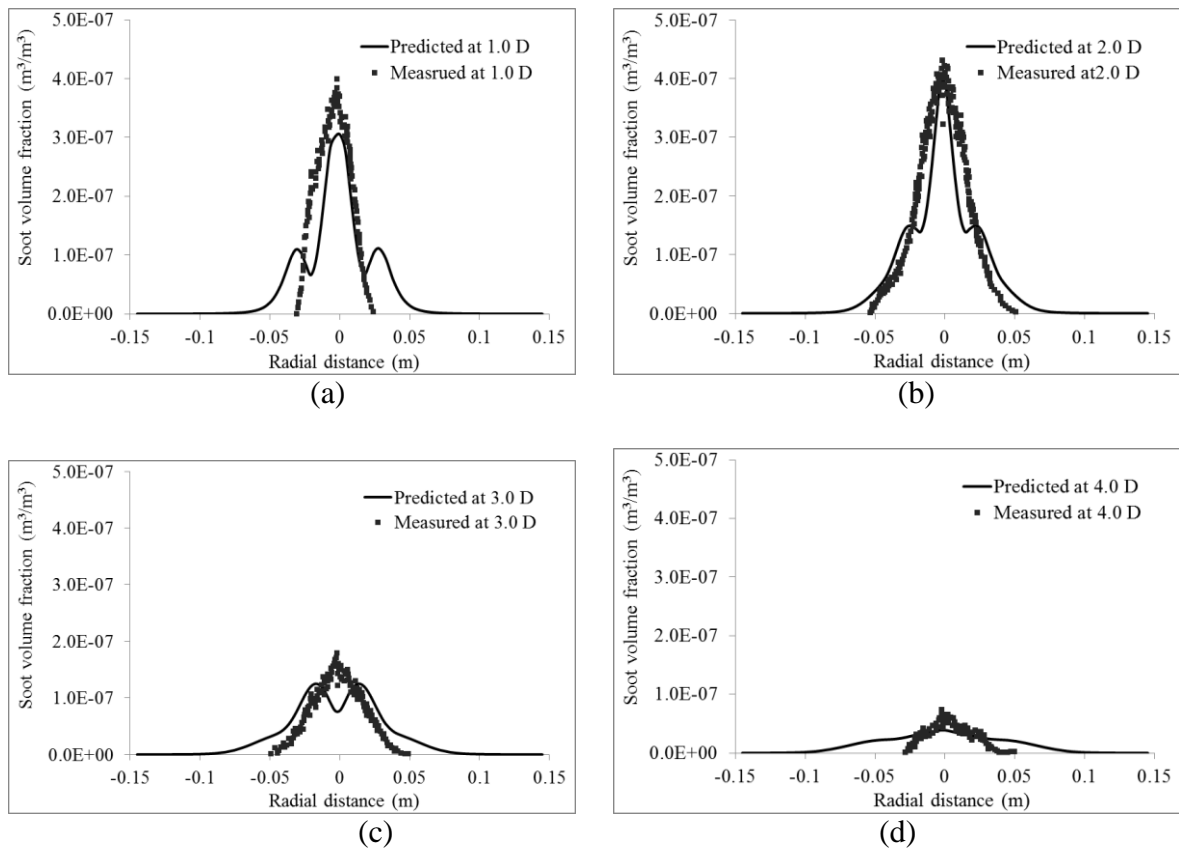 5.0E-07
4.0E-07
3.0E-07
2.0E-07
1.0E-07
0.0E+00
Soot volume fraction (m³/m³)
Predicted at 1.0 D
Measrued at 1.0 D
-0.15 -0.1 -0.05 0 0.05 0.1 0.15
Radial distance (m)
(a)
5.0E-07
4.0E-07
3.0E-07
2.0E-07
1.0E-07
0.0E+00
Soot volume fraction (m³/m³)
Predicted at 2.0 D
Measured at2.0 D
-0.15 -0.1 -0.05 0 0.05 0.1 0.15
Radial distance (m)
(b)
5.0E-07
4.0E-07
3.0E-07
2.0E-07
1.0E-07
0.0E+00
Soot volume fraction (m³/m³)
Predicted at 3.0 D
Measured at 3.0 D
-0.15 -0.1 -0.05 0 0.05 0.1 0.15
Radial distance (m)
(c)
5.0E-07
4.0E-07
3.0E-07
2.0E-07
1.0E-07
0.0E+00
Soot volume fraction (m³/m³)
Predicted at 4.0 D
Measured at 4.0 D
-0.15 -0.1 -0.05 0 0.05 0.1 0.15
Radial distance (m)
(d)